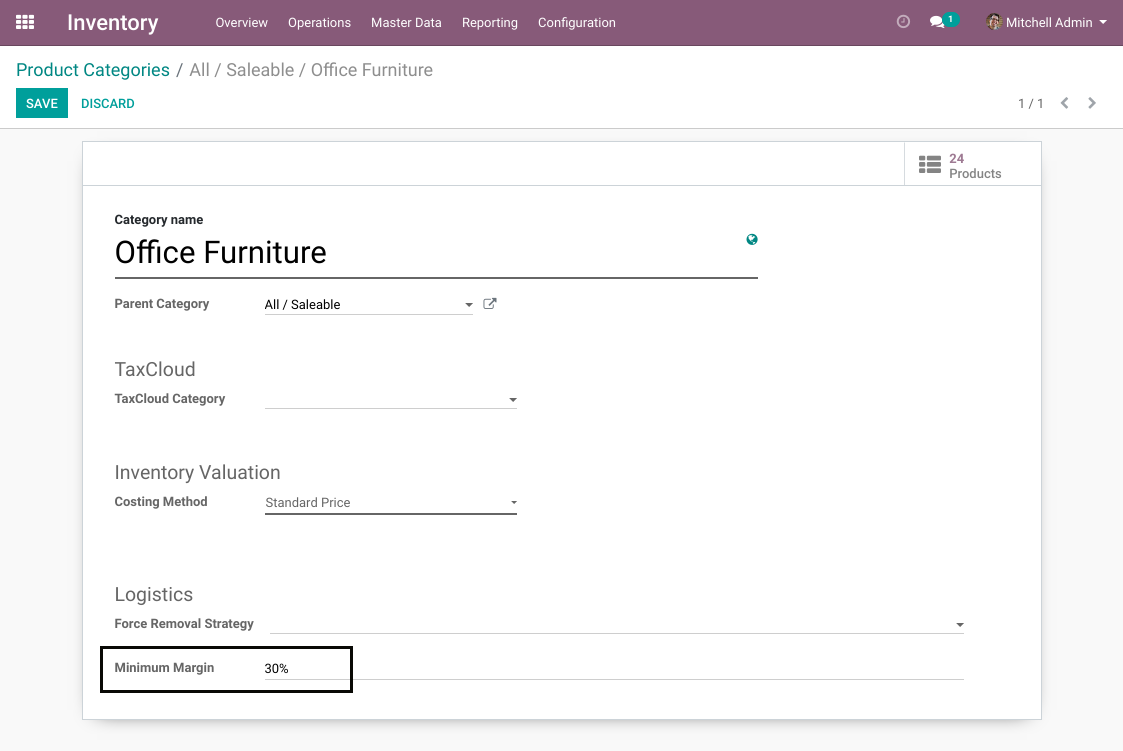 Inventory Overview Operations Master Data Reporting Configuration 1 Mitchell Admin
Product Categories / All / Saleable / Office Furniture
SAVE DISCARD 1 / 1
24
Products
Category name
Office Furniture
Parent Category All / Saleable
TaxCloud
TaxCloud Category
Inventory Valuation
Costing Method Standard Price
Logistics
Force Removal Strategy
Minimum Margin 30%